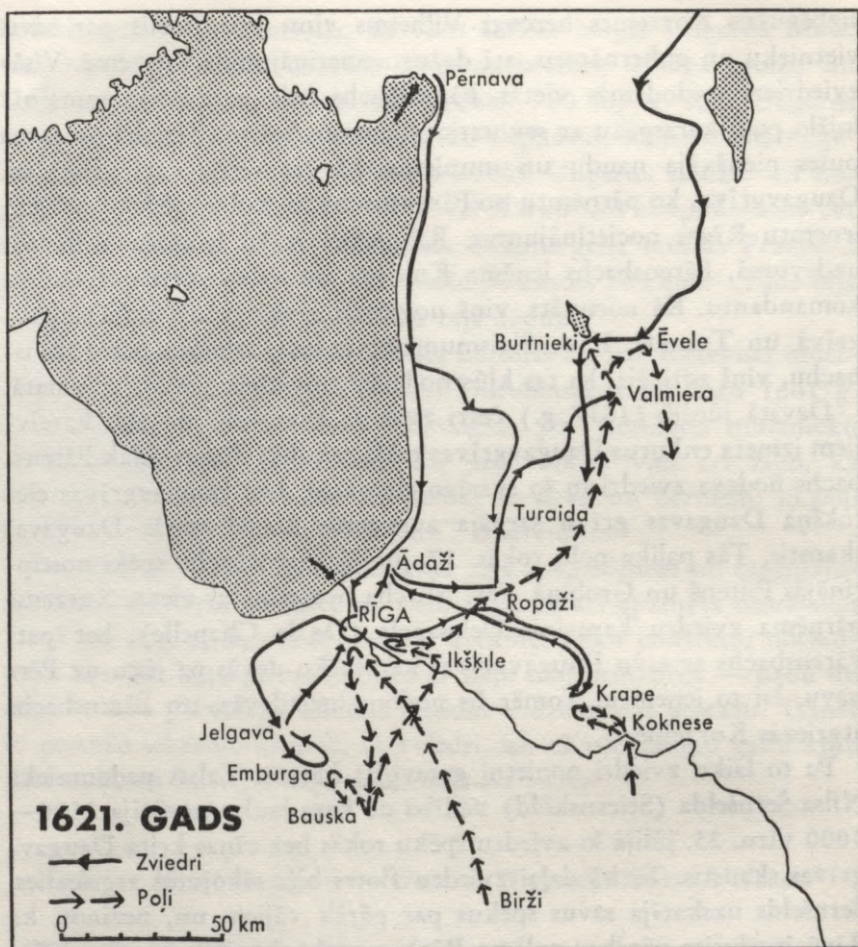 Pērnava
Burtnieki
Ēvele
Valmiera
Turaida
Ādaži
RĪGA
Ropaži
Ikšķile
Krape
Koknese
Jelgava
Emburga
Bauska
1621. GADS
Zviedri
Poli
0 50 km
Birži